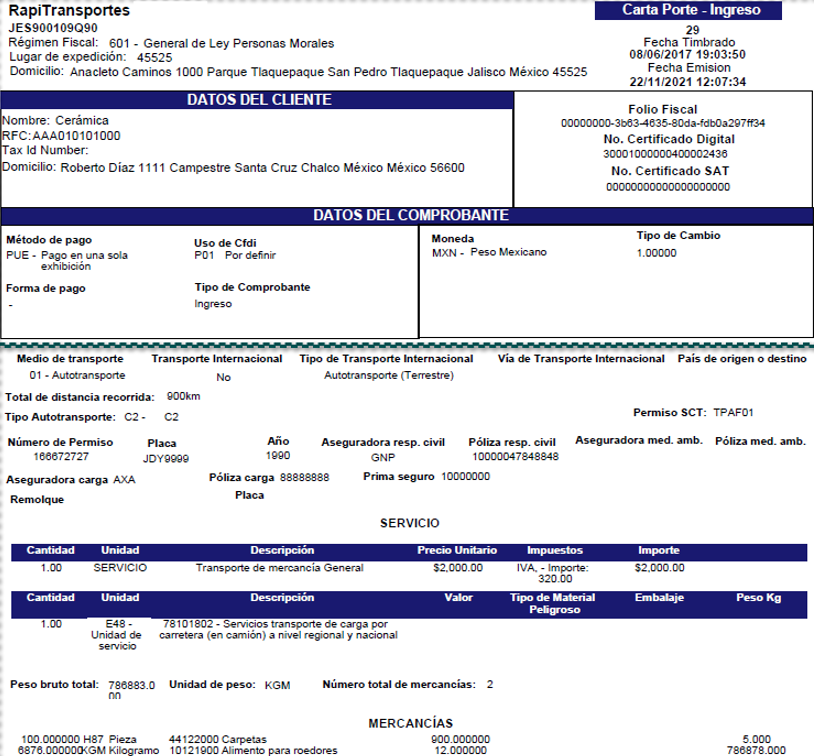 RapiTransportes
Carta Porte - Ingreso
JES900109Q90
29
Régimen Fiscal: 601 - General de Ley Personas Morales
Fecha Timbrado
Lugar de expedición: 45525
08/06/2017 19:03:50
Domicilio: Anacleto Caminos 1000 Parque Tlaquepaque San Pedro Tlaquepaque Jalisco México 45525
Fecha Emision
22/11/2021 12:07:34
DATOS DEL CLIENTE
Nombre: Cerámica
RFC:AAA010101000
Tax Id Number:
Domicilio: Roberto Díaz 1111 Campestre Santa Cruz Chalco México México 56600
Folio Fiscal
00000000-3b63-4635-80da-fdb0a297ff34
No. Certificado Digital
30001000000400002436
No. Certificado SAT
00000000000000000000
DATOS DEL COMPROBANTE
Método de pago Uso de Cfdi
PUE - Pago en una sola exhibición P01 Por definir
Forma de pago Tipo de Comprobante
- Ingreso
Moneda Tipo de Cambio
MXN - Peso Mexicano 1.00000
Medio de transporte Transporte Internacional Tipo de Transporte Internacional Vía de Transporte Internacional País de origen o destino
01 - Autotransporte No Autotransporte (Terrestre)
Total de distancia recorrida: 900km
Tipo Autotransporte: C2 - C2 Permiso SCT: TPAF01
Número de Permiso Placa Año Aseguradora resp. civil Póliza resp. civil Aseguradora med. amb. Póliza med. amb.
166672727 JDY9999 1990 GNP 10000047848848
Aseguradora carga AXA Póliza carga 88888888 Prima seguro 10000000
Remolque Placa
SERVICIO
Cantidad Unidad Descripción Precio Unitario Impuestos Importe
1.00 SERVICIO Transporte de mercancía General $2,000.00 IVA, - Importe: 320.00 $2,000.00
Cantidad Unidad Descripción Valor Tipo de Material Peligroso Embalaje Peso Kg
1.00 E48 - Unidad de servicio 78101802 - Servicios transporte de carga por carretera (en camión) a nivel regional y nacional
Peso bruto total: 786883.000 Unidad de peso: KGM Número total de mercancías: 2
MERCANCÍAS
100.000000 H87 Pieza 44122000 Carpetas 900.000000 5.000
6876.000000KGM Kilogramo 10121900 Alimento para roedores 12.000000 786878.000